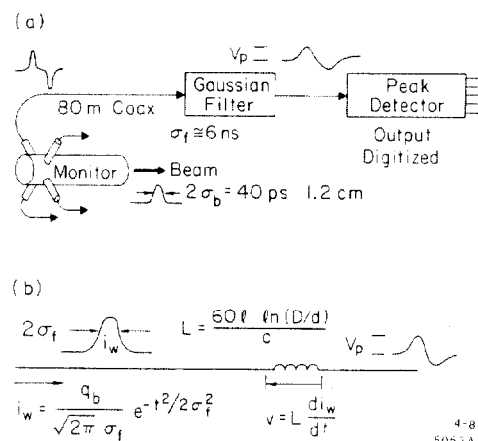 (a)
Vp
80 m Coax
Gaussian
Filter
σf ≅ 6 ns
Peak
Detector
Output
Digitized
Monitor
Beam
2σb = 40 ps 1.2 cm
(b)
2σf
iw
L = 60ℓ ln (D/d) / c
Vp
iw = qb / √2π σf e^-t²/2σf²
v = L diw / dt
4-8